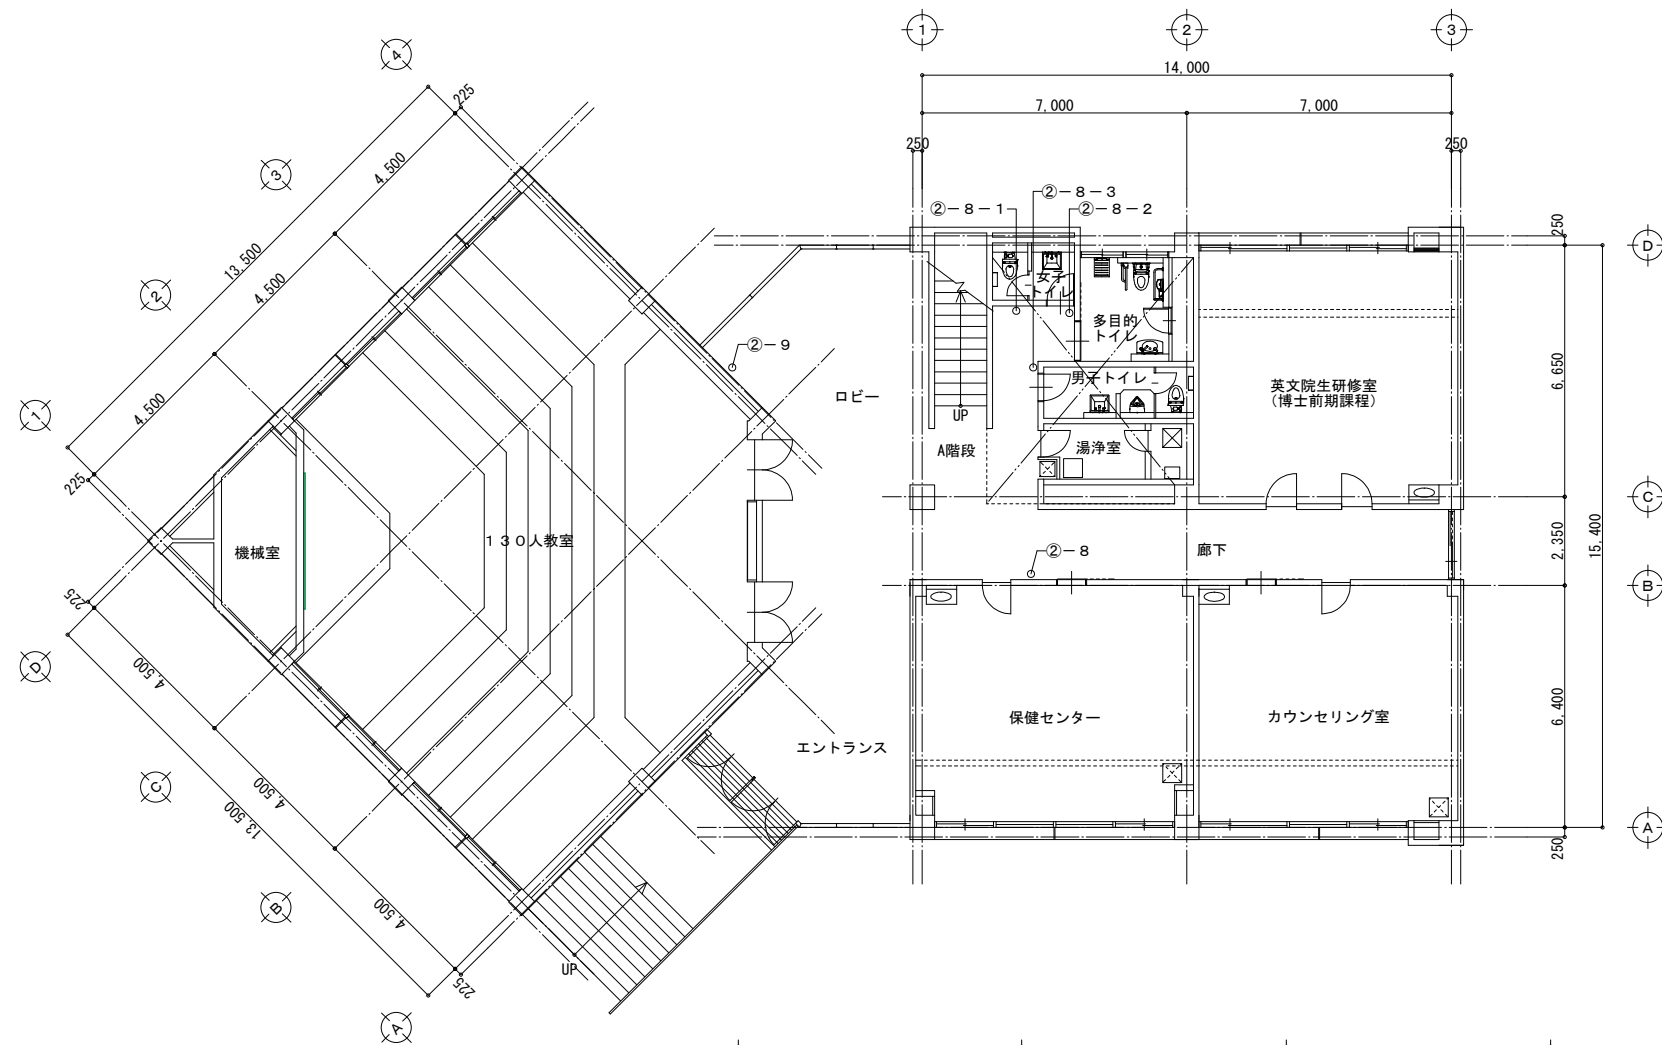 1
2
3
14,000
7,000
7,000
250
250
4
225
3
4,500
13,500
2
4,500
1
4,500
225
②－８－３
②－８－１
②－８－２
250
D
女子
トイレ
多目的
トイレ
②－９
男子トイレ
ロビー
英文院生研修室
(博士前期課程)
6,650
UP
A階段
湯浄室
C
機械室
１３０人教室
②－８
廊下
2,350
15,400
B
225
D
4,500
保健センター
カウンセリング室
6,400
エントランス
C
4,500
13,500
A
250
B
4,500
UP
225
A